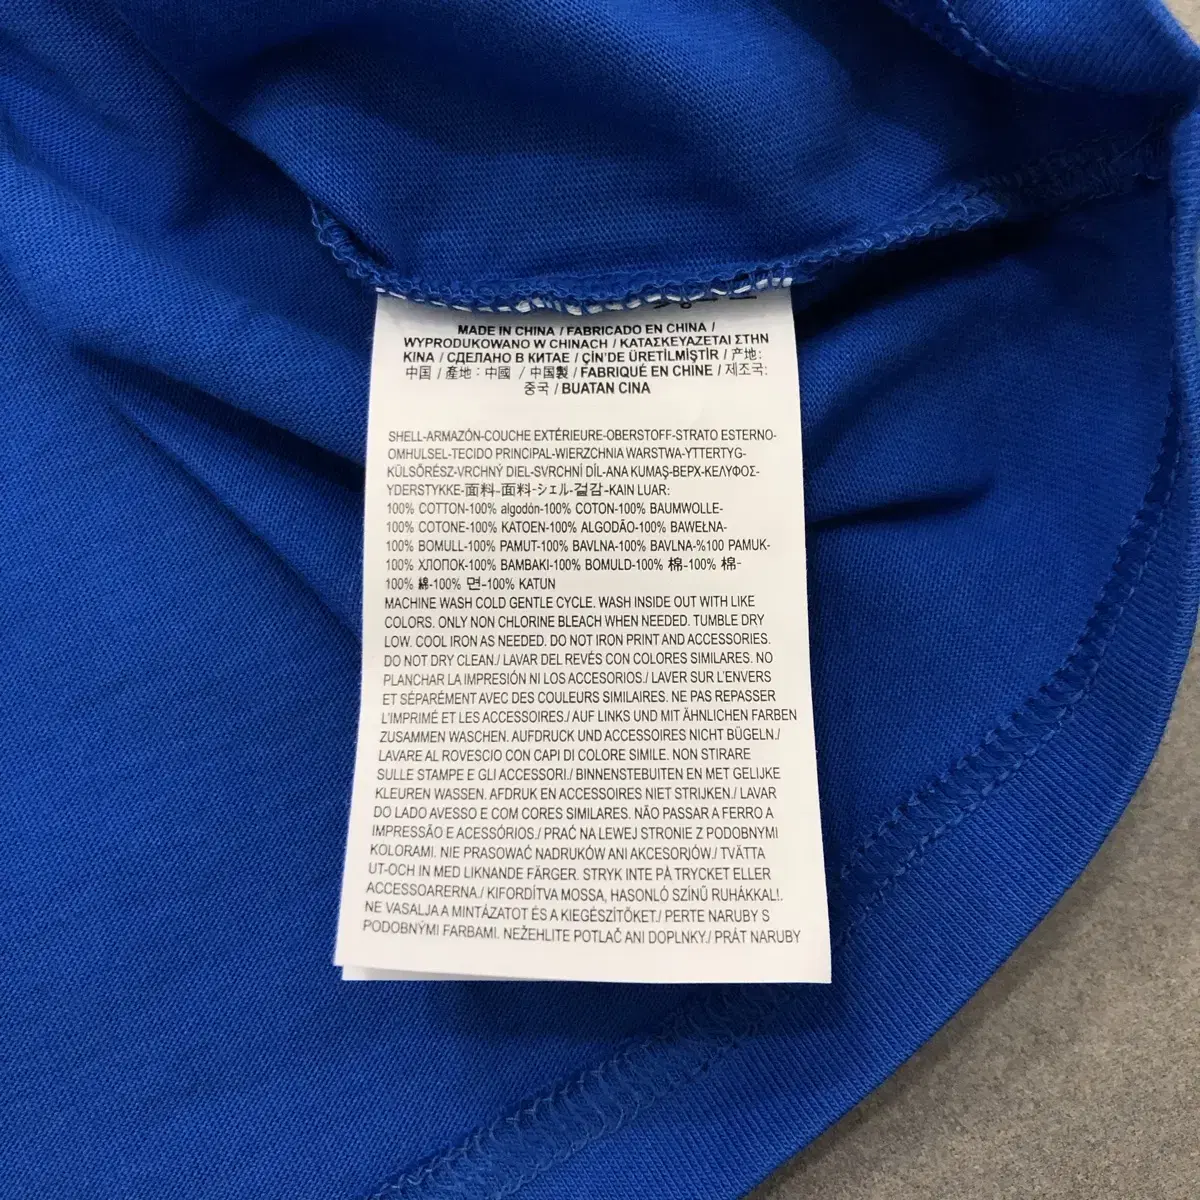 MADE IN CHINA / FABRICADO EN CHINA /
WYPRODUKOWANO W CHINACH / ΚΑΤΑΣΚΕΥΑΖΕΤΑΙ ΣΤΗΝ
ΚΙΝΑ / СДЕЛАНО В КИТАЕ / ÇİN'DE ÜRETİLMİŞTİR / 产地:
中国 / 產地：中國 / 中国製 / FABRIQUÉ EN CHINE / 제조국:
중국 / BUATAN CINA
SHELL-ARMAZÓN-COUCHE EXTÉRIEURE-OBERSTOFF-STRATO ESTERNO-
OMHULSEL-TECIDO PRINCIPAL-WIERZCHNIA WARSTWA-YTTERTYG-
KÜLSŐRÉSZ-VRCHNÝ DIEL-SVRCHNÍ DÍL-ANA KUMAŞ-ВЕРХ-ΚΕΛΥΦΟΣ-
YDERSTYKKE-面料-面料-シェル-겉감-KAIN LUAR:
100% COTTON-100% algodón-100% COTON-100% BAUMWOLLE-
100% COTONE-100% KATOEN-100% ALGODÃO-100% BAWEŁNA-
100% BOMULL-100% PAMUT-100% BAVLNA-100% BAVLNA-%100 PAMUK-
100% ХЛОПОК-100% ΒΑΜΒΑΚΙ-100% BOMULD-100% 棉-100% 棉-
100% 綿-100% 면-100% KATUN
MACHINE WASH COLD GENTLE CYCLE. WASH INSIDE OUT WITH LIKE
COLORS. ONLY NON CHLORINE BLEACH WHEN NEEDED. TUMBLE DRY
LOW. COOL IRON AS NEEDED. DO NOT IRON PRINT AND ACCESSORIES.
DO NOT DRY CLEAN./ LAVAR DEL REVÉS CON COLORES SIMILARES. NO
PLANCHAR LA IMPRESIÓN NI LOS ACCESORIOS./ LAVER SUR L'ENVERS
ET SÉPARÉMENT AVEC DES COULEURS SIMILAIRES. NE PAS REPASSER
L'IMPRIMÉ ET LES ACCESSOIRES./ AUF LINKS UND MIT ÄHNLICHEN FARBEN
ZUSAMMEN WASCHEN. AUFDRUCK UND ACCESSOIRES NICHT BÜGELN./
LAVARE AL ROVESCIO CON CAPI DI COLORE SIMILE. NON STIRARE
SULLE STAMPE E GLI ACCESSORI./ BINNENSTEBUITEN EN MET GELIJKE
KLEUREN WASSEN. AFDRUK EN ACCESSOIRES NIET STRIJKEN./ LAVAR
DO LADO AVESSO E COM CORES SIMILARES. NÃO PASSAR A FERRO A
IMPRESSÃO E ACESSÓRIOS./ PRAĆ NA LEWEJ STRONIE Z PODOBNYMI
KOLORAMI. NIE PRASOWAĆ NADRUKÓW ANI AKCESORIÓW./ TVÄTTA
UT-OCH IN MED LIKNANDE FÄRGER. STRYK INTE PÅ TRYCKET ELLER
ACCESSOARERNA./ KIFORDÍTVA MOSSA, HASONLÓ SZÍNŰ RUHÁKKAL!.
NE VASALJA A MINTÁZATOT ÉS A KIEGÉSZÍTŐKET./ PERTE NARUBY S
PODOBNÝMI FARBAMI. NEŽEHLITE POTLAČ ANI DOPLNKY./ PRÁT NARUBY